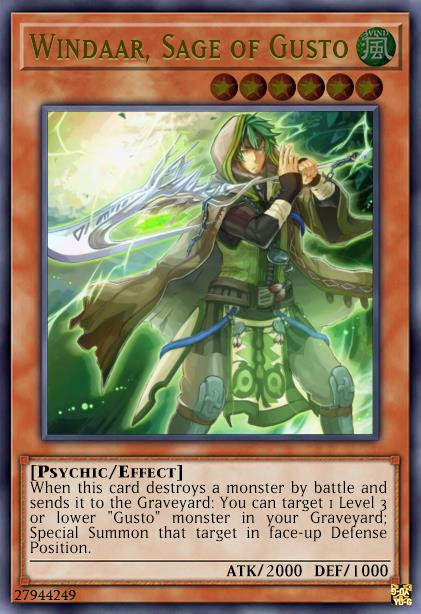 WINDAAR, SAGE OF GUSTO
WIND
風
[PSYCHIC/EFFECT]
When this card destroys a monster by battle and
sends it to the Graveyard: You can target 1 Level 3
or lower "Gusto" monster in your Graveyard;
Special Summon that target in face-up Defense
Position.
ATK/2000 DEF/1000
27944249